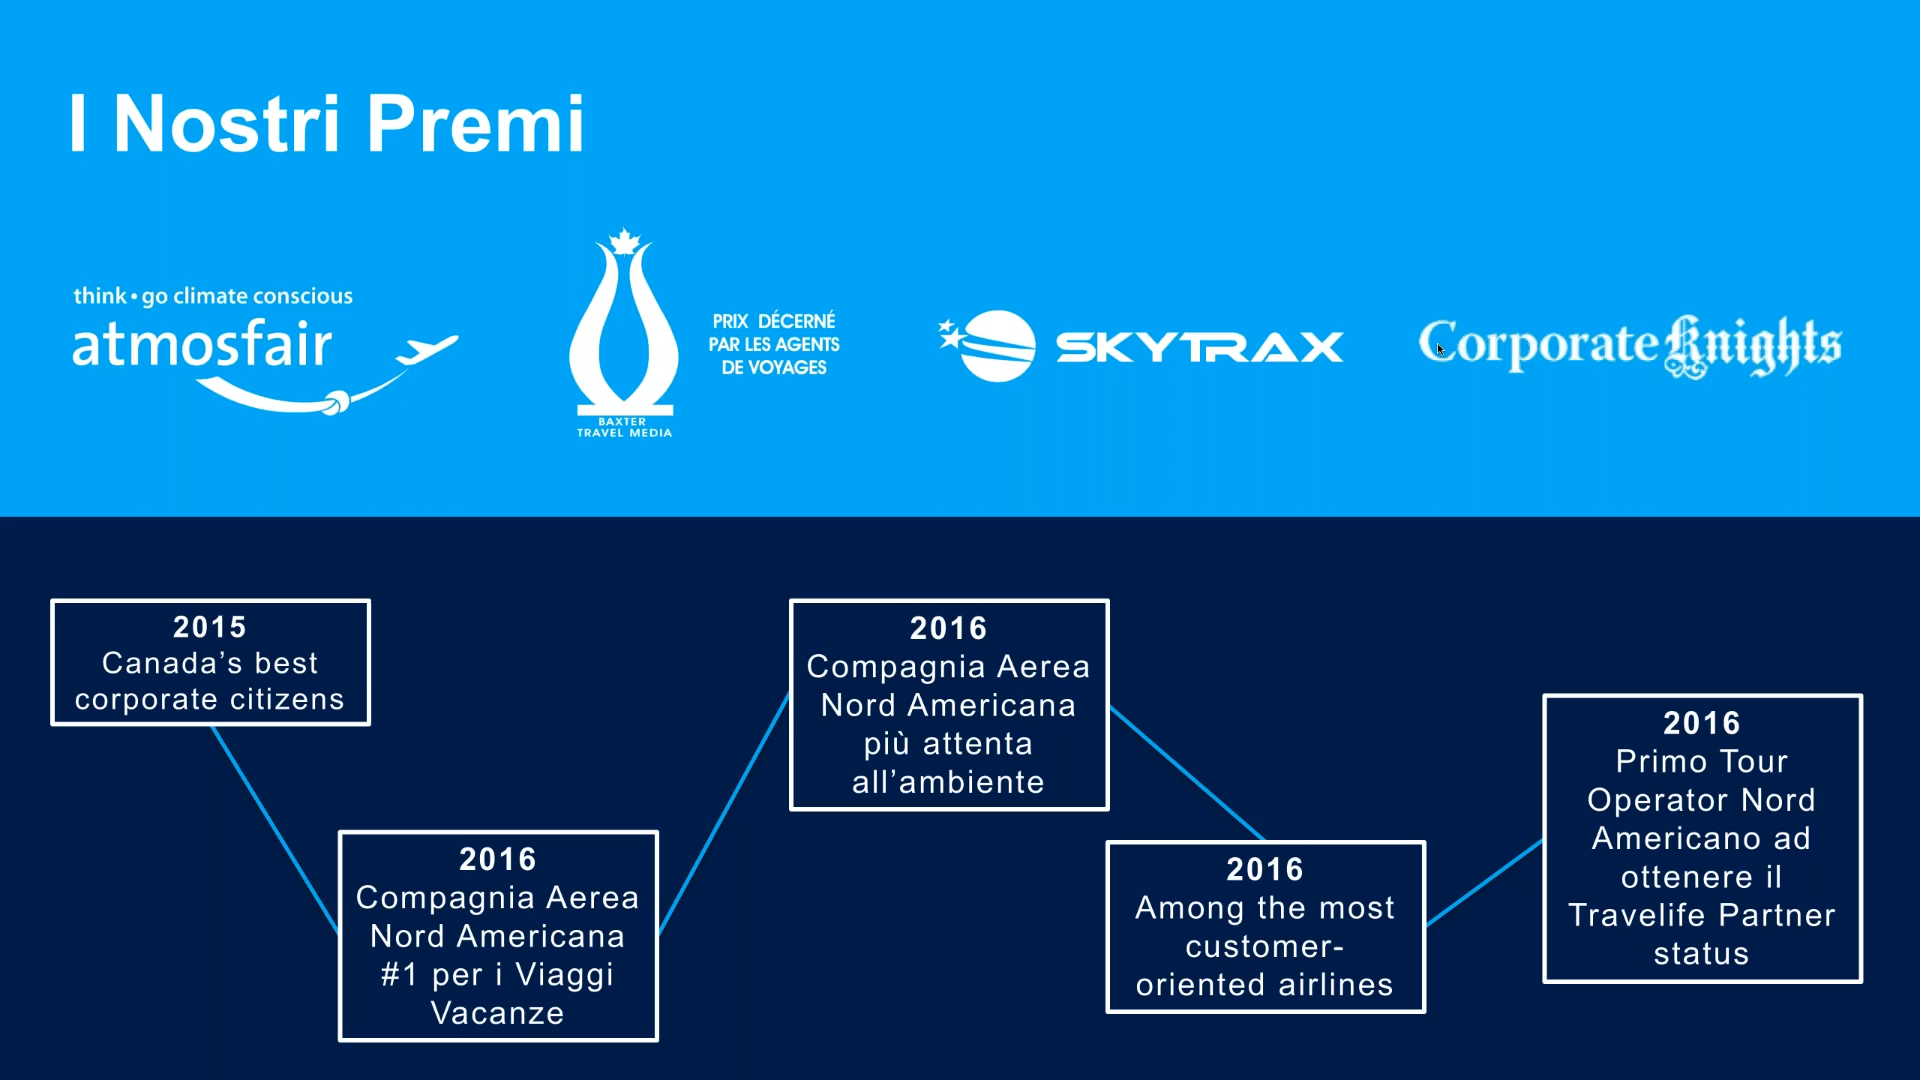 I Nostri Premi
think • go climate conscious
atmosfair
BAXTER
TRAVEL MEDIA
PRIX DÉCERNÉ
PAR LES AGENTS
DE VOYAGES
SKYTRAX
Corporate Knights
2015
Canada’s best
corporate citizens
2016
Compagnia Aerea
Nord Americana
#1 per i Viaggi
Vacanze
2016
Compagnia Aerea
Nord Americana
più attenta
all’ambiente
2016
Among the most
customer-
oriented airlines
2016
Primo Tour
Operator Nord
Americano ad
ottenere il
Travelife Partner
status